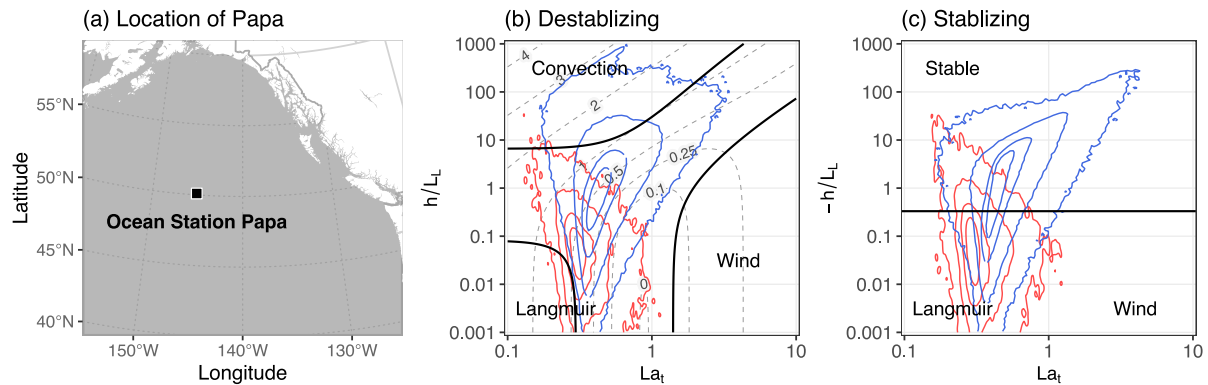 (a) Location of Papa
55°N
50°N
45°N
40°N
150°W
140°W
130°W
Latitude
Longitude
Ocean Station Papa
(b) Destablizing
1000
100
10
1
0.1
0.01
0.001
0.1
1
10
h/L_L
La_t
Convection
Langmuir
Wind
4
3
2
1
0.5
0.25
0.1
0
(c) Stablizing
1000
100
10
1
0.1
0.01
0.001
0.1
1
10
−h/L_L
La_t
Stable
Langmuir
Wind